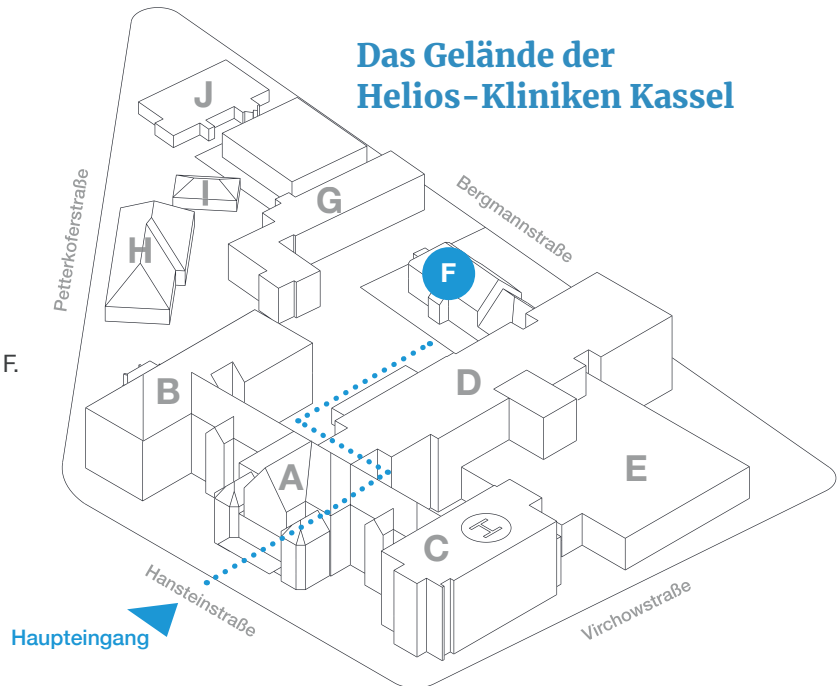 Das Gelände der
Helios-Kliniken Kassel
J
I
G
H
Petterkoferstraße
Bergmannstraße
F
F.
B
D
A
E
C
H
Hansteinstraße
Virchowstraße
Haupteingang